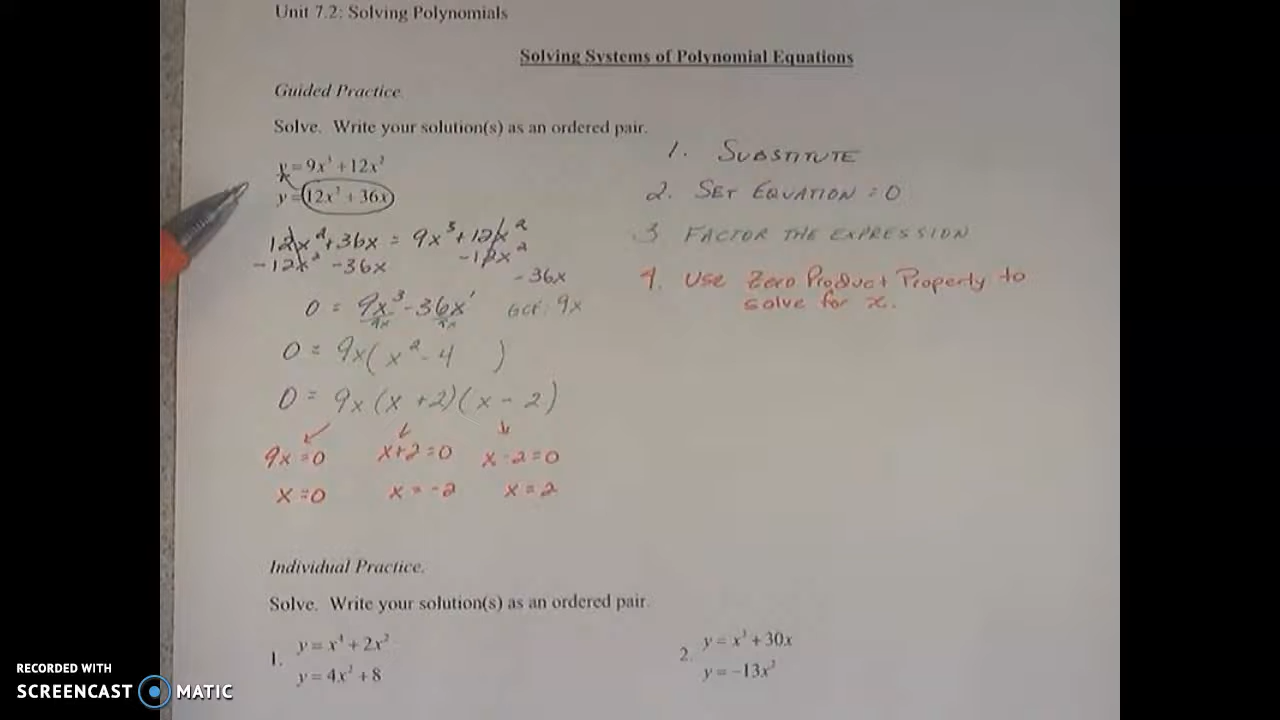 Unit 7.2: Solving Polynomials
Solving Systems of Polynomial Equations
Guided Practice.
Solve. Write your solution(s) as an ordered pair.
y = 9x³ + 12x²
y = 12x² + 36x
12x² + 36x = 9x³ + 12x²
-12x² -36x -12x²
-36x
0 = 9x³ - 36x¹ GCF: 9x
9x 9x
0 = 9x( x² - 4 )
0 = 9x (x + 2)(x - 2)
9x = 0 x+2 = 0 x - 2 = 0
x = 0 x = -2 x = 2
1. SUBSTITUTE
2. SET EQUATION = 0
3 FACTOR THE EXPRESSION
4. Use Zero Product Property to
solve for x.
Individual Practice.
Solve. Write your solution(s) as an ordered pair.
1. y = x⁴ + 2x²
y = 4x² + 8
2. y = x³ + 30x
y = -13x²
RECORDED WITH
SCREENCAST MATIC